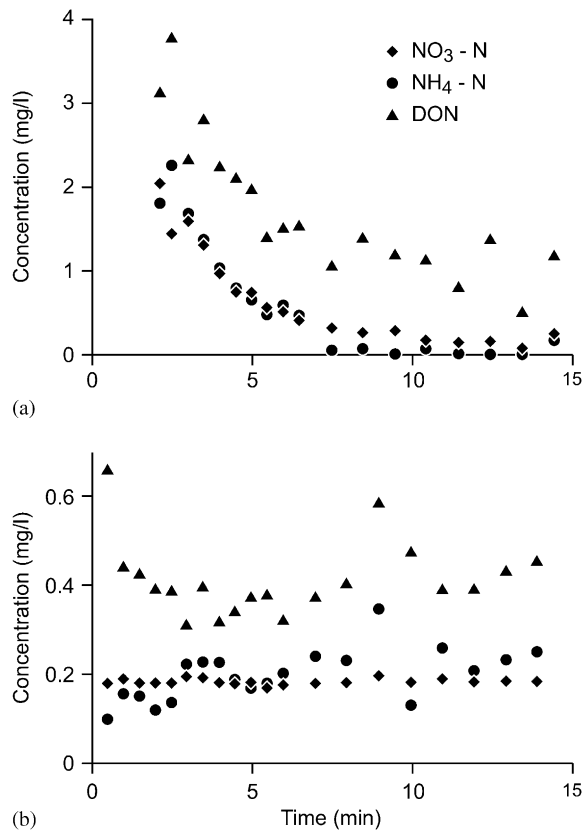 4
3
2
1
0
Concentration (mg/l)
NO3 - N
NH4 - N
DON
0 5 10 15
(a)
0.6
0.4
0.2
0
Concentration (mg/l)
0 5 10 15
Time (min)
(b)